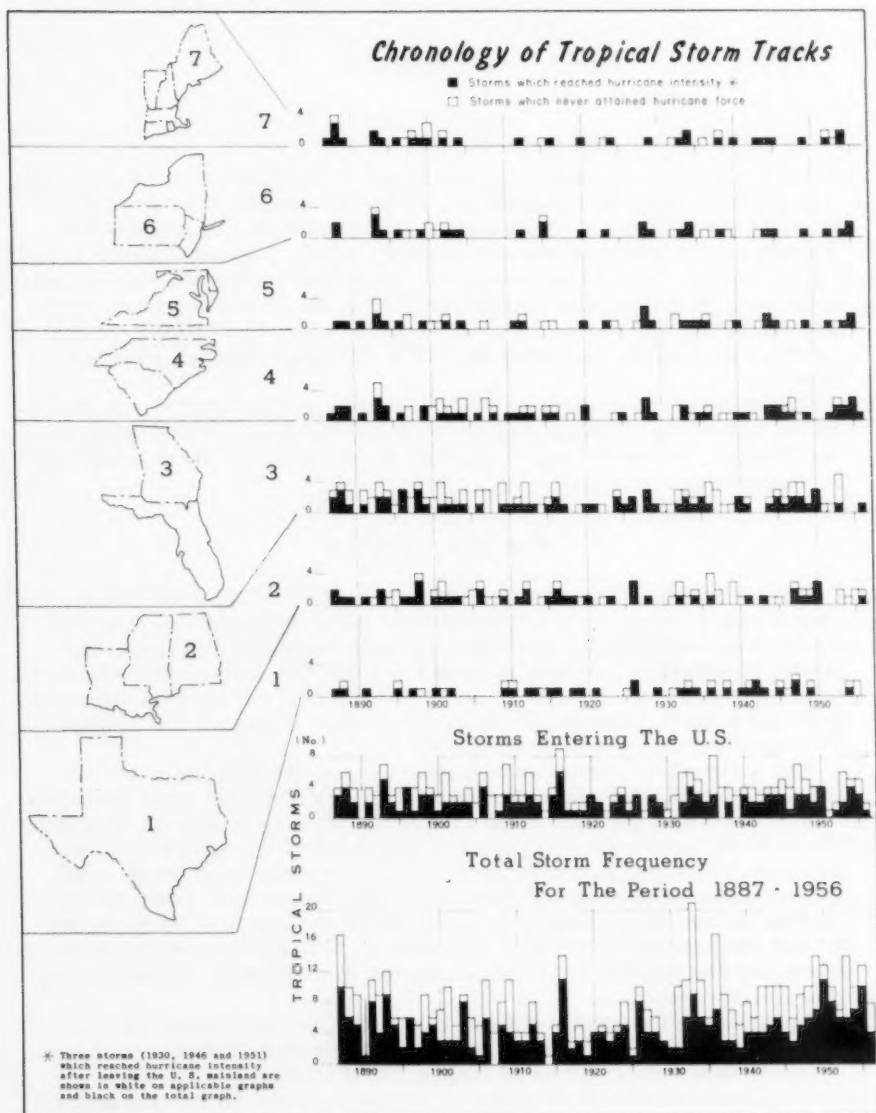 Chronology of Tropical Storm Tracks
Storms which reached hurricane intensity *
Storms which never attained hurricane force
7
7
4
0
6
6
4
0
5
5
4
0
4
4
4
0
3
3
4
0
2
2
4
0
1
1
4
0
1890 1900 1910 1920 1930 1940 1950
Storms Entering The U.S.
(No.)
8
4
0
1890 1900 1910 1920 1930 1940 1950
Total Storm Frequency
For The Period 1887 - 1956
TROPICAL STORMS
20
16
12
8
4
0
1890 1900 1910 1920 1930 1940 1950
* Three storms (1930, 1946 and 1951)
which reached hurricane intensity
after leaving the U. S. mainland are
shown in white on applicable graphs
and black on the total graph.